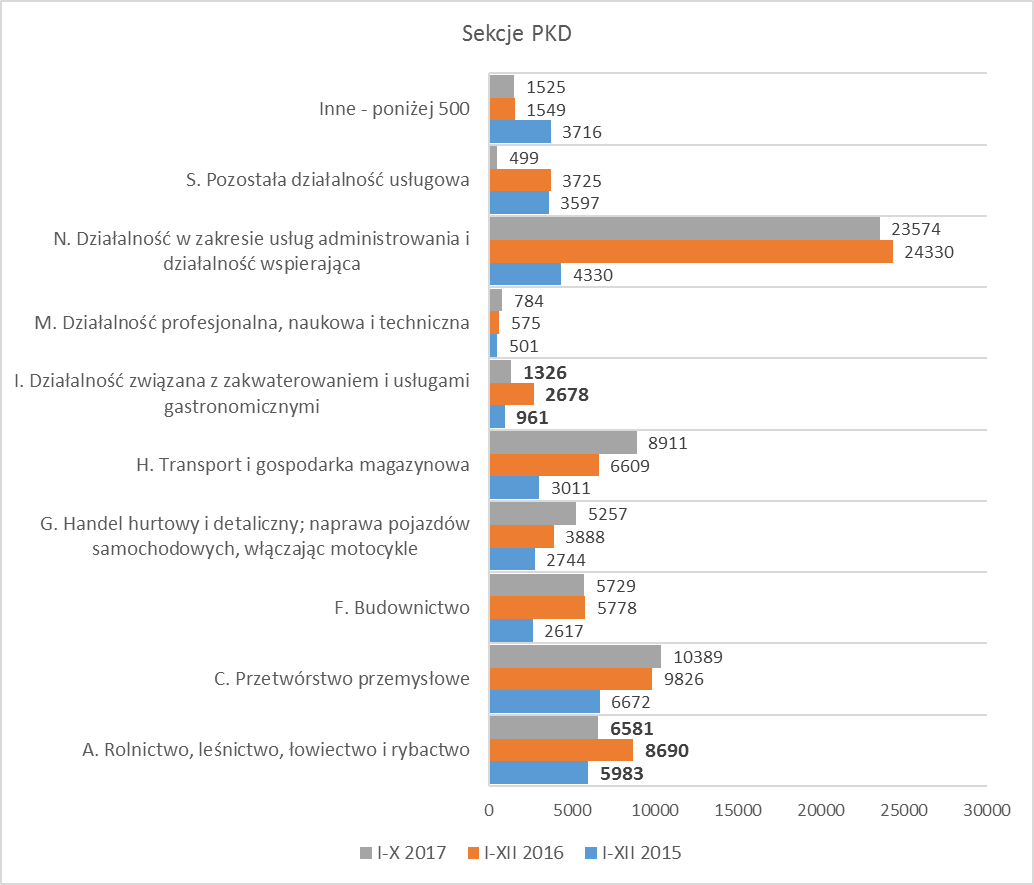 Sekcje PKD
Inne - poniżej 500
1525
1549
3716
S. Pozostała działalność usługowa
499
3725
3597
N. Działalność w zakresie usług administrowania i
działalność wspierająca
23574
24330
4330
M. Działalność profesjonalna, naukowa i techniczna
784
575
501
I. Działalność związana z zakwaterowaniem i usługami
gastronomicznymi
1326
2678
961
H. Transport i gospodarka magazynowa
8911
6609
3011
G. Handel hurtowy i detaliczny; naprawa pojazdów
samochodowych, włączając motocykle
5257
3888
2744
F. Budownictwo
5729
5778
2617
C. Przetwórstwo przemysłowe
10389
9826
6672
A. Rolnictwo, leśnictwo, łowiectwo i rybactwo
6581
8690
5983
0 5000 10000 15000 20000 25000 30000
I-X 2017 I-XII 2016 I-XII 2015